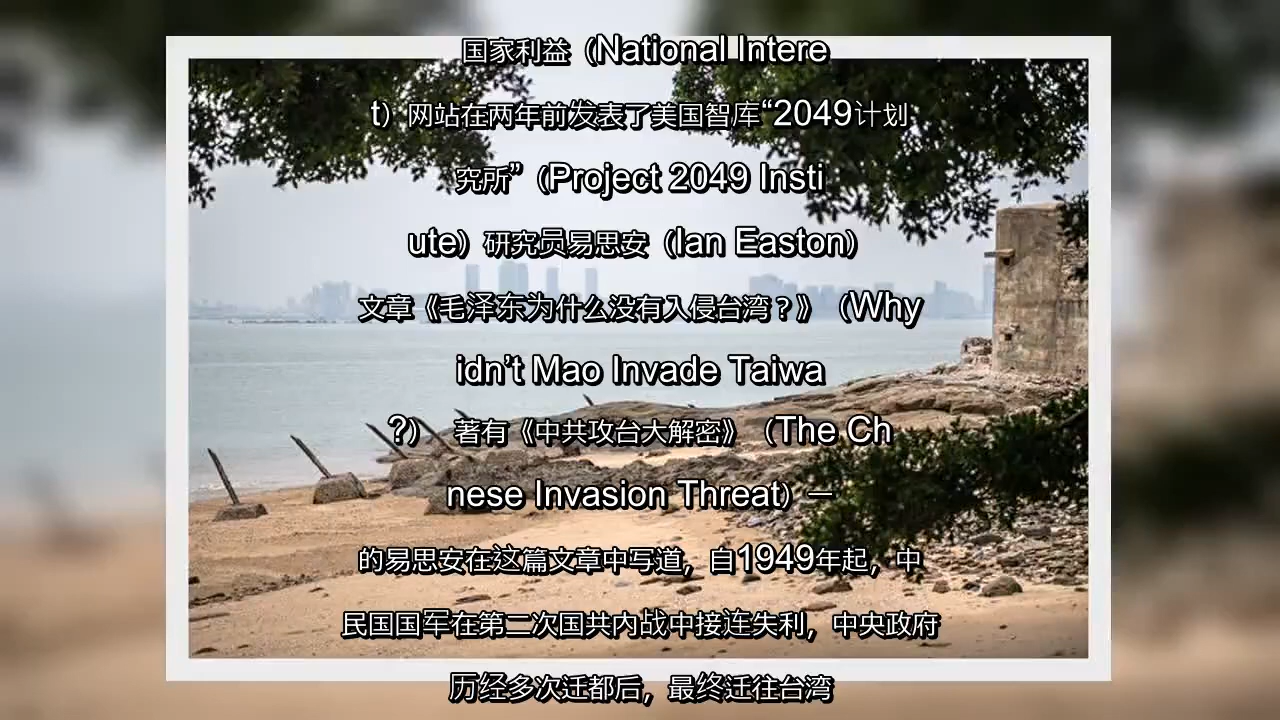 国家利益（National Intere
t）网站在两年前发表了美国智库“2049计划
究所”（Project 2049 Insti
ute）研究员易思安（Ian Easton）
文章《毛泽东为什么没有入侵台湾？》（Why
idn’t Mao Invade Taiwa
?） 著有《中共攻台大解密》（The Ch
nese Invasion Threat）一
的易思安在这篇文章中写道，自1949年起，中
民国国军在第二次国共内战中接连失利，中央政府
历经多次迁都后，最终迁往台湾